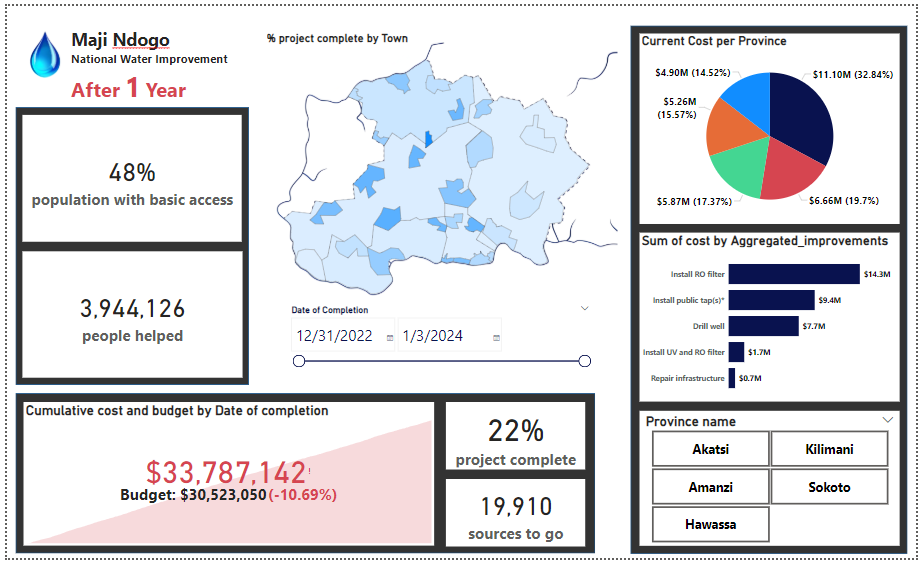 Maji Ndogo
National Water Improvement
After 1 Year
48%
population with basic access
3,944,126
people helped
% project complete by Town
Date of Completion
12/31/2022
1/3/2024
Cumulative cost and budget by Date of completion
$33,787,142!
Budget: $30,523,050 (-10.69%)
22%
project complete
19,910
sources to go
Current Cost per Province
$4.90M (14.52%)
$11.10M (32.84%)
$5.26M
(15.57%)
$5.87M (17.37%)
$6.66M (19.7%)
Sum of cost by Aggregated_improvements
Install RO filter
$14.3M
Install public tap(s)*
$9.4M
Drill well
$7.7M
Install UV and RO filter
$1.7M
Repair infrastructure
$0.7M
Province name
Akatsi
Kilimani
Amanzi
Sokoto
Hawassa